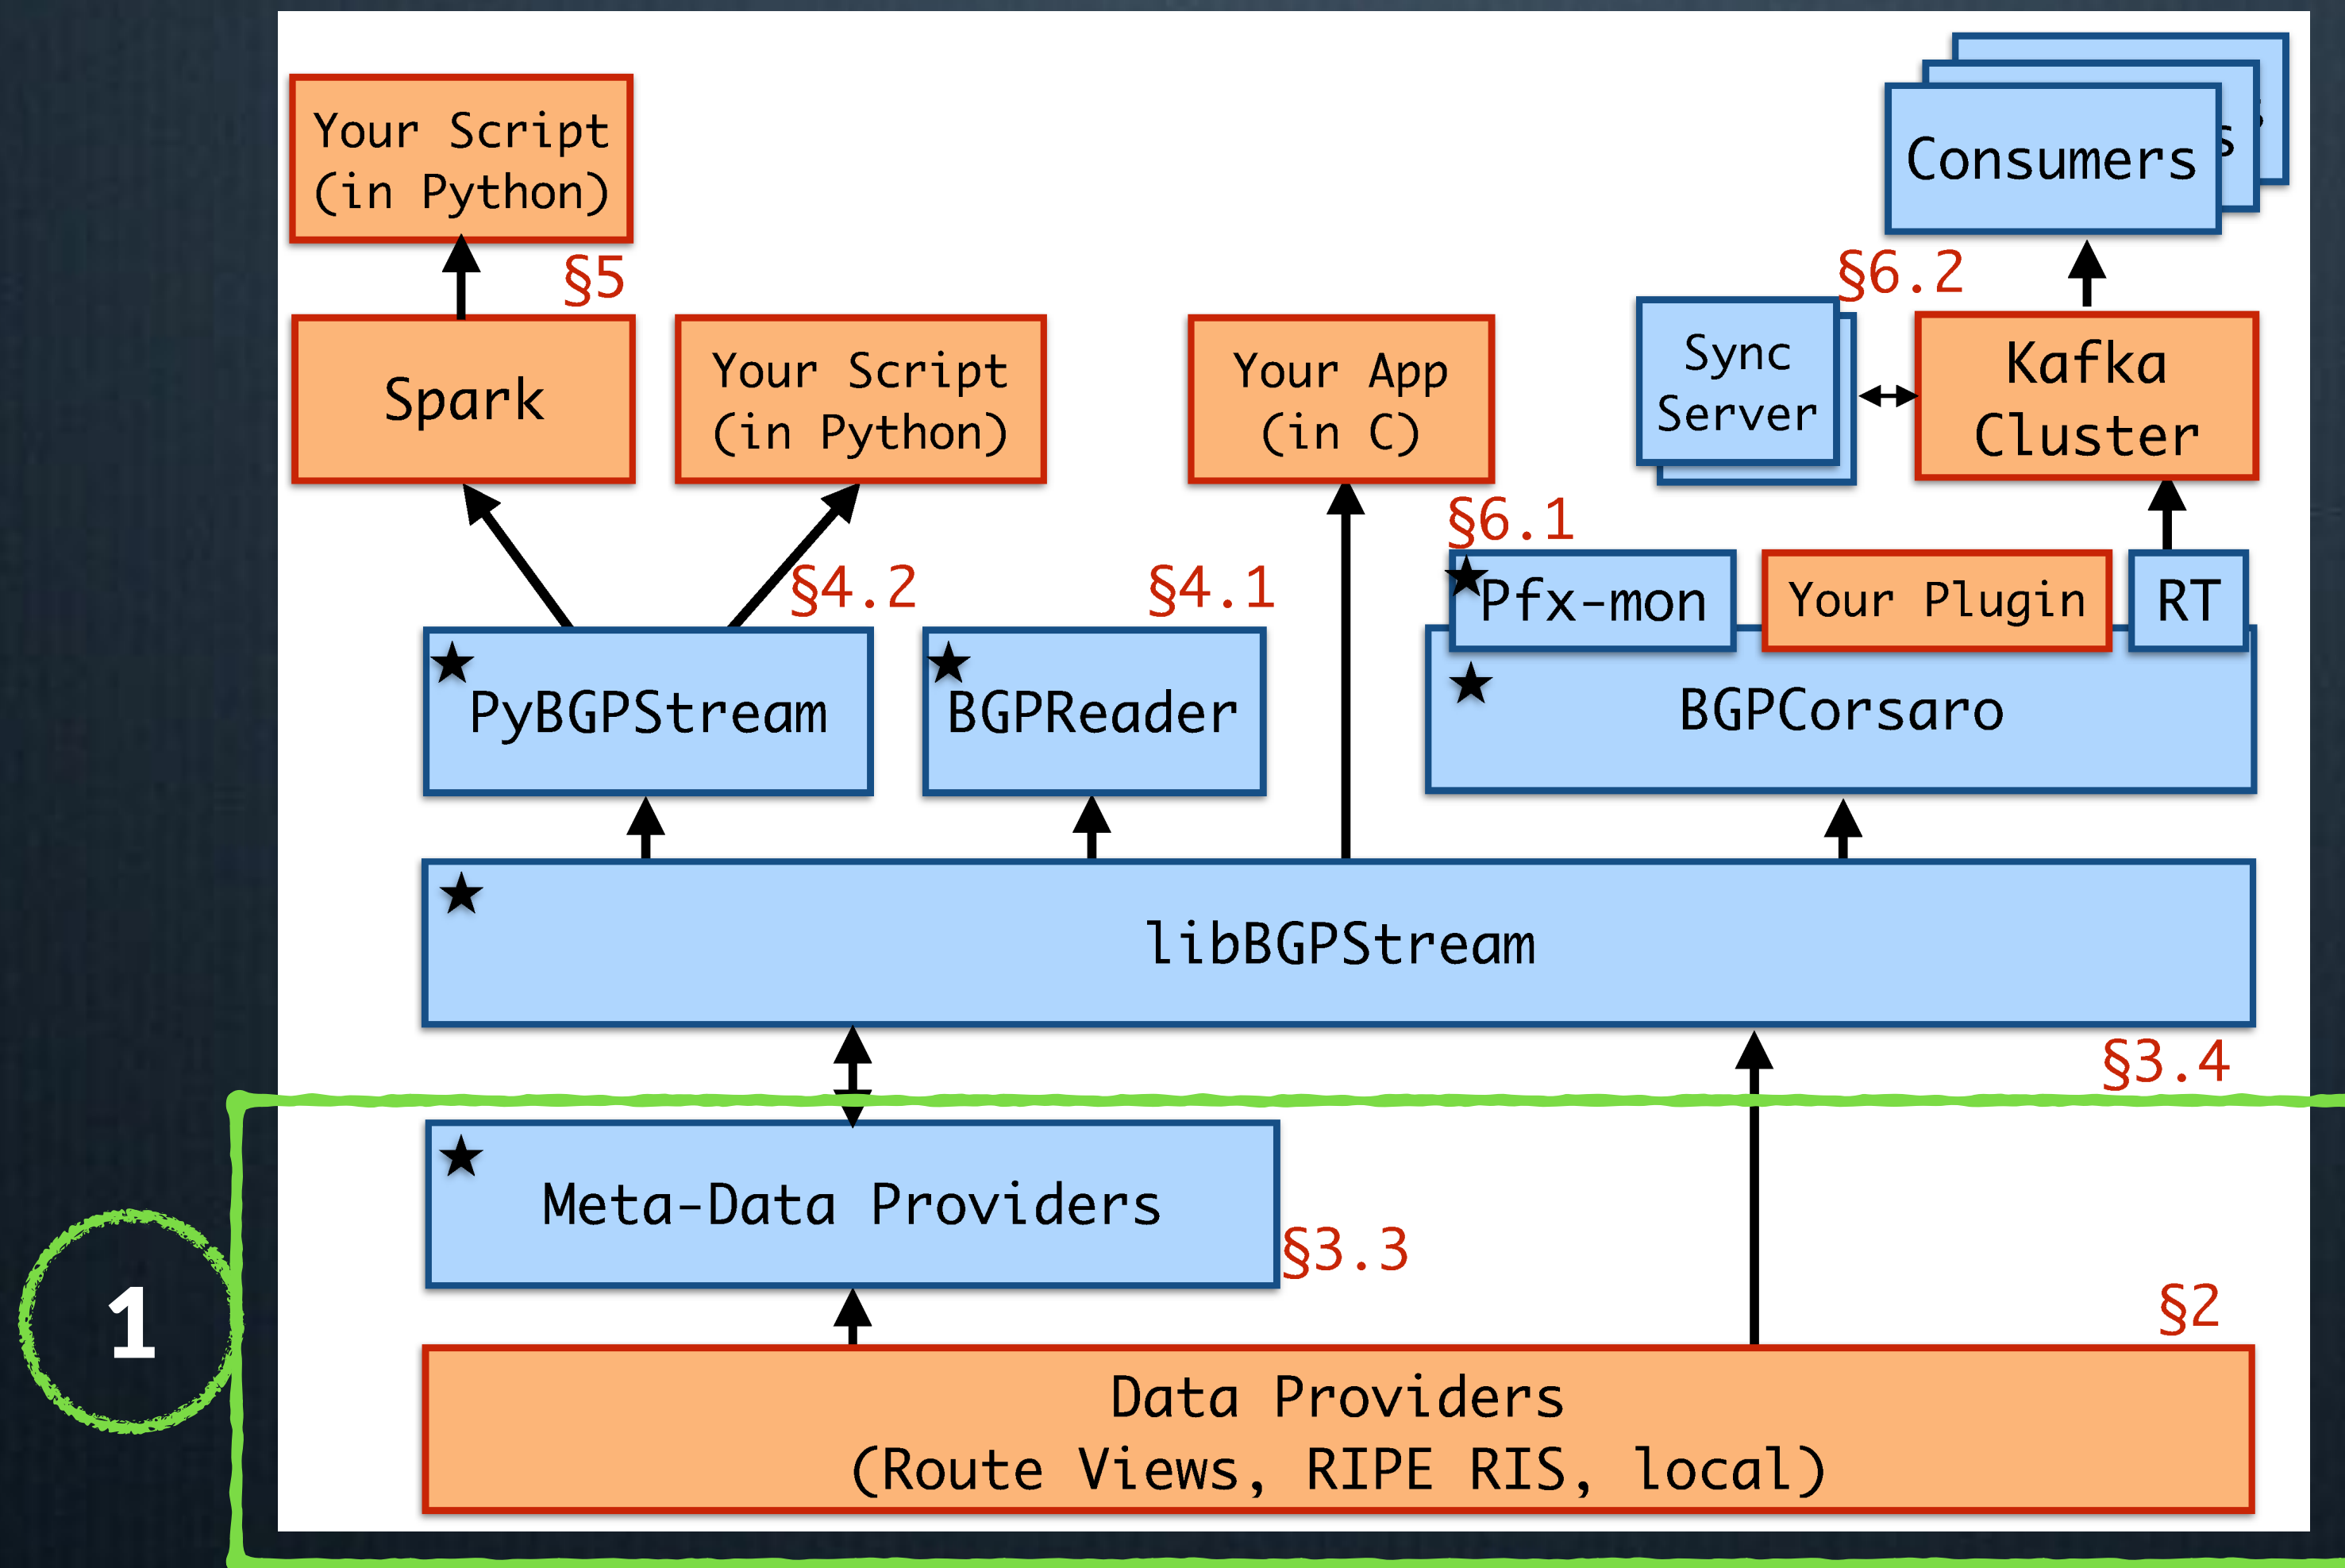 Your Script
(in Python)
Consumers
s
s
§5
§6.2
Spark
Your Script
(in Python)
Your App
(in C)
Sync
Server
Kafka
Cluster
§6.1
§4.2
§4.1
Pfx-mon
Your Plugin
RT
PyBGPStream
BGPReader
BGPCorsaro
libBGPStream
§3.4
Meta-Data Providers
§3.3
1
§2
Data Providers
(Route Views, RIPE RIS, local)